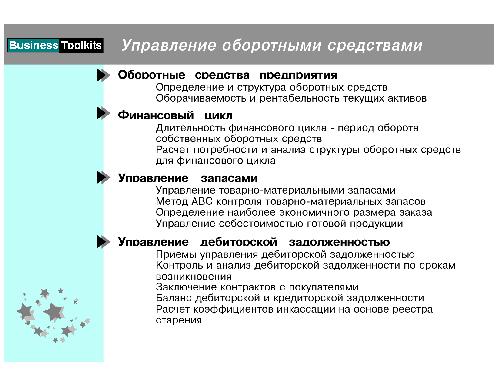 Business Toolkits
Управление оборотными средствами
Оборотные средства предприятия
Определение и структура оборотных средств
Оборачиваемость и рентабельность текущих активов
Финансовый цикл
Длительность финансового цикла - период оборота
собственных оборотных средств
Расчет потребности и анализ структуры оборотных средств
для финансового цикла
Управление запасами
Управление товарно-материальными запасами
Метод АВС контроля товарно-материальных запасов
Определение наиболее экономичного размера заказа
Управление себестоимостью готовой продукции
Управление дебиторской задолженностью
Приемы управления дебиторской задолженностью
Контроль и анализ дебиторской задолженности по срокам
возникновения
Заключение контрактов с покупателями
Баланс дебиторской и кредиторской задолженности
Расчет коэффициентов инкассации на основе реестра
старения